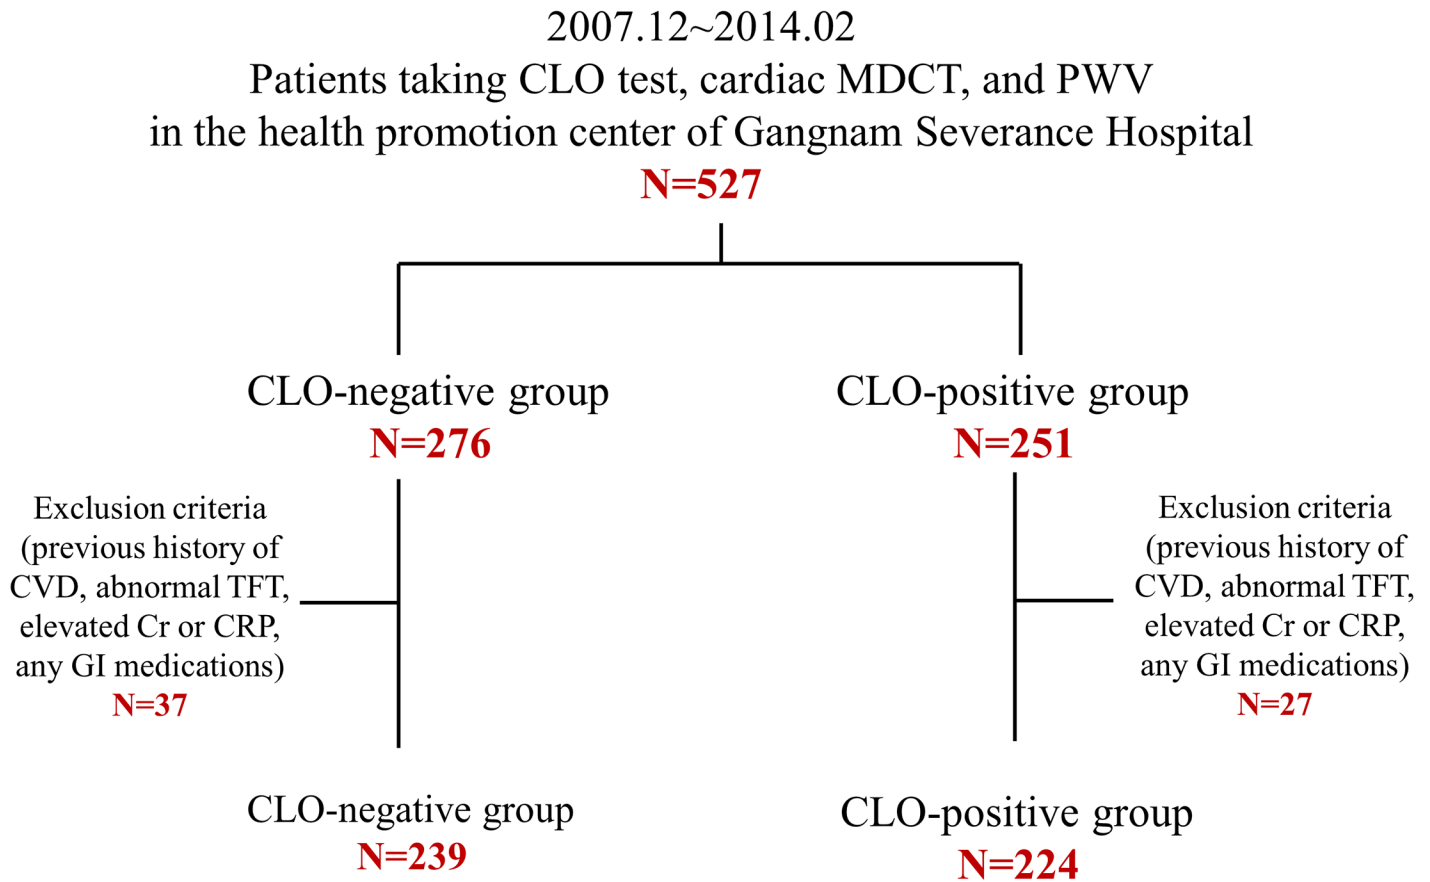 2007.12~2014.02
Patients taking CLO test, cardiac MDCT, and PWV
in the health promotion center of Gangnam Severance Hospital
N=527
CLO-negative group
N=276
CLO-positive group
N=251
Exclusion criteria
(previous history of
CVD, abnormal TFT,
elevated Cr or CRP,
any GI medications)
N=37
Exclusion criteria
(previous history of
CVD, abnormal TFT,
elevated Cr or CRP,
any GI medications)
N=27
CLO-negative group
N=239
CLO-positive group
N=224